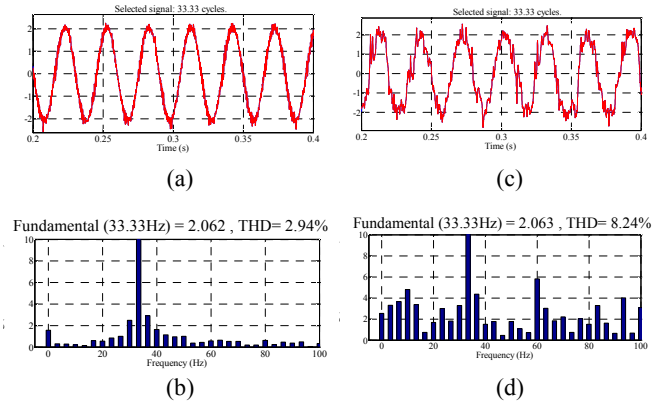 Selected signal: 33.33 cycles.
2
1
0
-1
-2
0.2 0.25 0.3 0.35 0.4
Time (s)
(a)
Selected signal: 33.33 cycles.
2
1
0
-1
-2
0.2 0.25 0.3 0.35 0.4
Time (s)
(c)
Fundamental (33.33Hz) = 2.062 , THD= 2.94%
10
8
6
4
2
0
0 20 40 60 80 100
Frequency (Hz)
(b)
Fundamental (33.33Hz) = 2.063 , THD= 8.24%
10
8
6
4
2
0
0 20 40 60 80 100
Frequency (Hz)
(d)